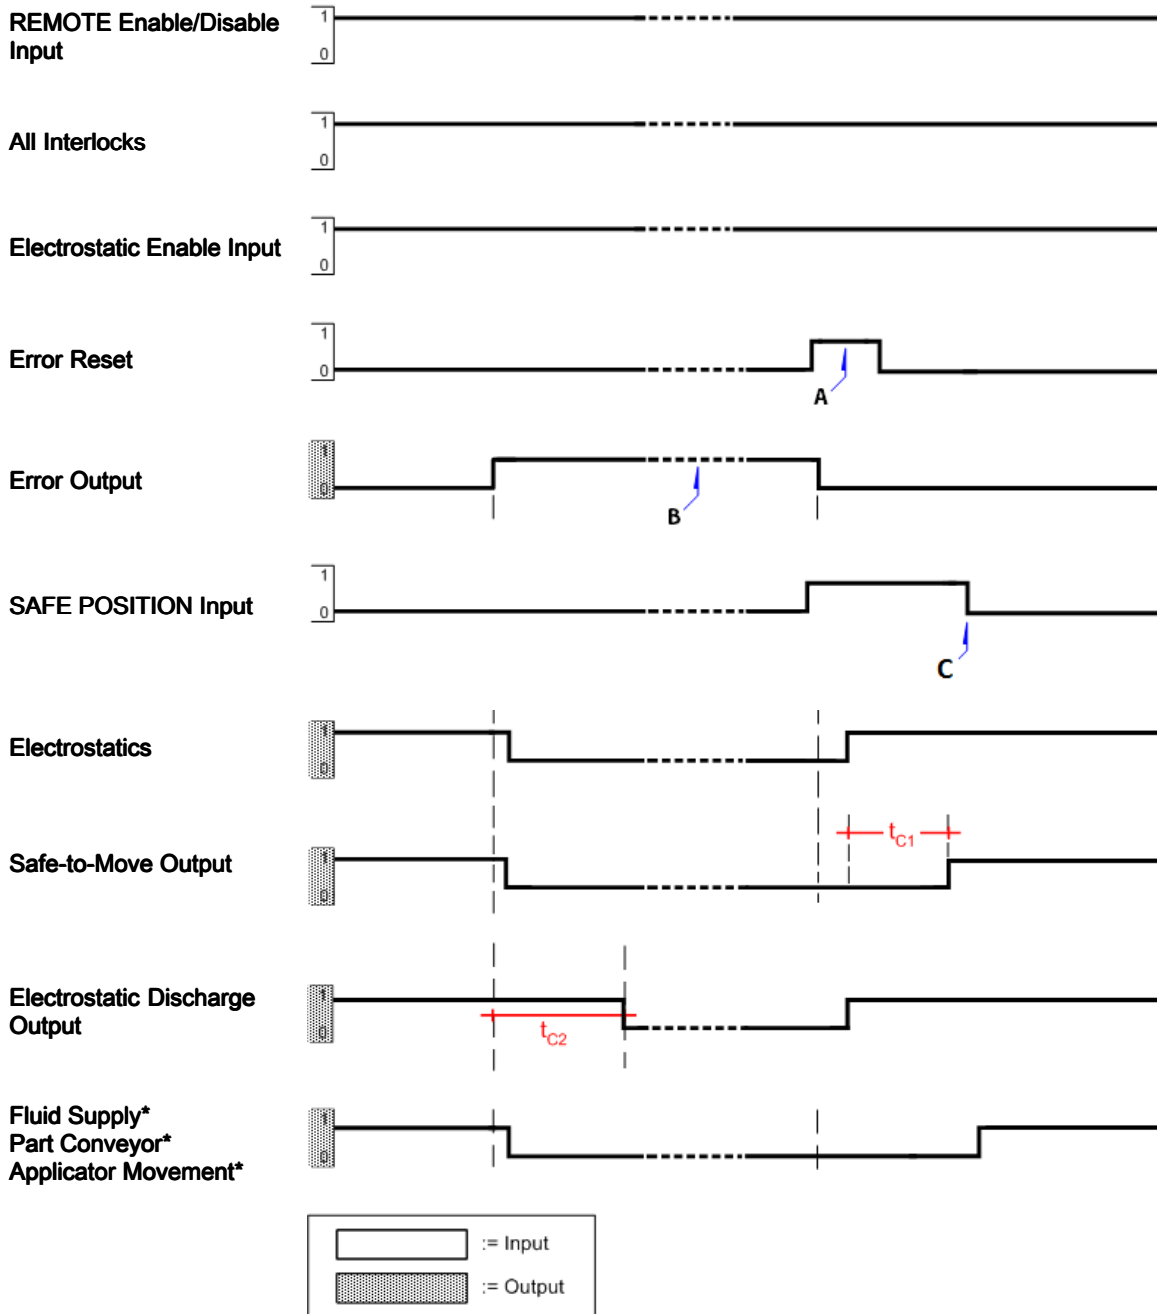 REMOTE Enable/Disable
Input
1
0
All Interlocks
1
0
Electrostatic Enable Input
1
0
Error Reset
1
0
A
Error Output
1
0
B
SAFE POSITION Input
1
0
C
Electrostatics
1
0
Safe-to-Move Output
1
0
tC1
Electrostatic Discharge
Output
1
0
tC2
Fluid Supply*
Part Conveyor*
Applicator Movement*
1
0
:= Input
:= Output